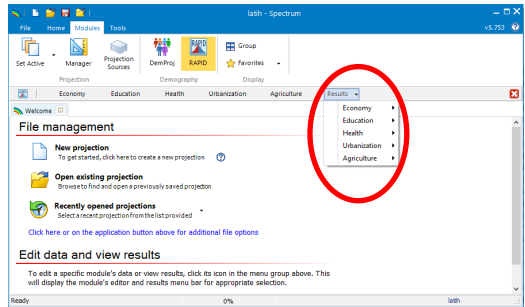 latih - Spectrum
File Home Modules Tools v5.753
Set Active Manager Projection Sources DemProj RAPID RAPID Group Favorites
Projection Demography Display
Economy Education Health Urbanization Agriculture Results
Welcome
Economy
Education
Health
Urbanization
Agriculture
File management
New projection
To get started, click here to create a new projection
Open existing projection
Browse to find and open a previously saved projection
Recently opened projections
Select a recent projection from the list provided
Click here or on the application button above for additional file options
Edit data and view results
To edit a specific module's data or view results, click its icon in the menu group above. This
will display the module's editor and results menu bar for appropriate selection.
Ready 0% latih